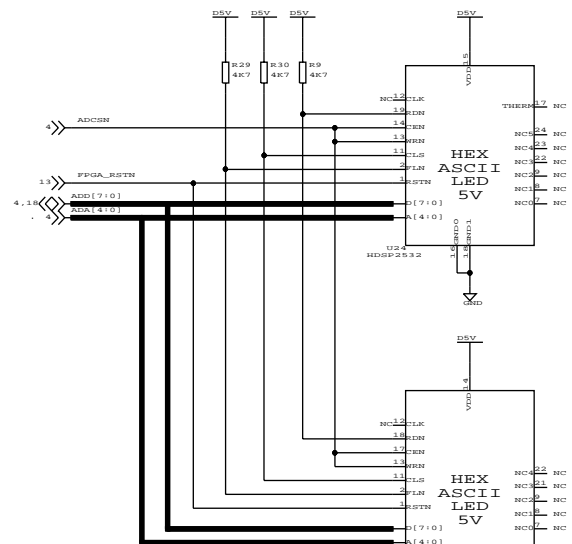 D5V D5V D5V D5V
R29 R30 R9
4K7 4K7 4K7
15
VDD
NC 12 CLK
THERM 17 NC
19 RDN
4 ADCSN 14 CEN
NC5 24 NC
13 WRN
NC4 23 NC
11 CLS
HEX
NC3 22 NC
2 FLN
ASCII
NC2 9 NC
13 FPGA_RSTN 1 RSTN
LED
NC1 8 NC
5V
4,18 ADD[7:0] D[7:0]
NC0 7 NC
. 4 ADA[4:0] A[4:0]
16 GND0
18 GND1
U24
HDSP2532
GND
D5V
14
VDD
NC 12 CLK
18 RDN
17 CEN
13 WRN
NC4 22 NC
11 CLS
HEX
NC3 21 NC
2 FLN
ASCII
NC2 9 NC
1 RSTN
LED
NC1 8 NC
5V
D[7:0]
NC0 7 NC
A[4:0]